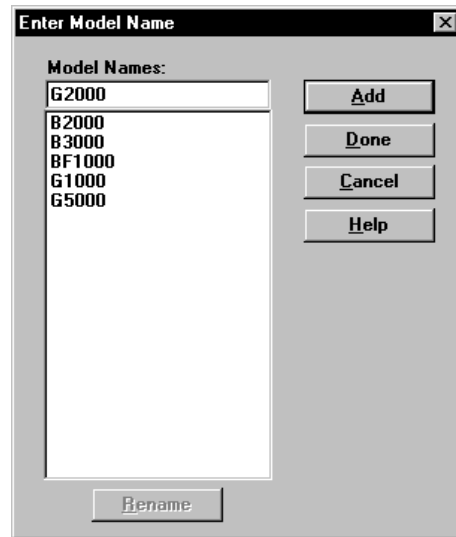 Enter Model Name
Model Names:
G2000
B2000
B3000
BF1000
G1000
G5000
Add
Done
Cancel
Help
Rename